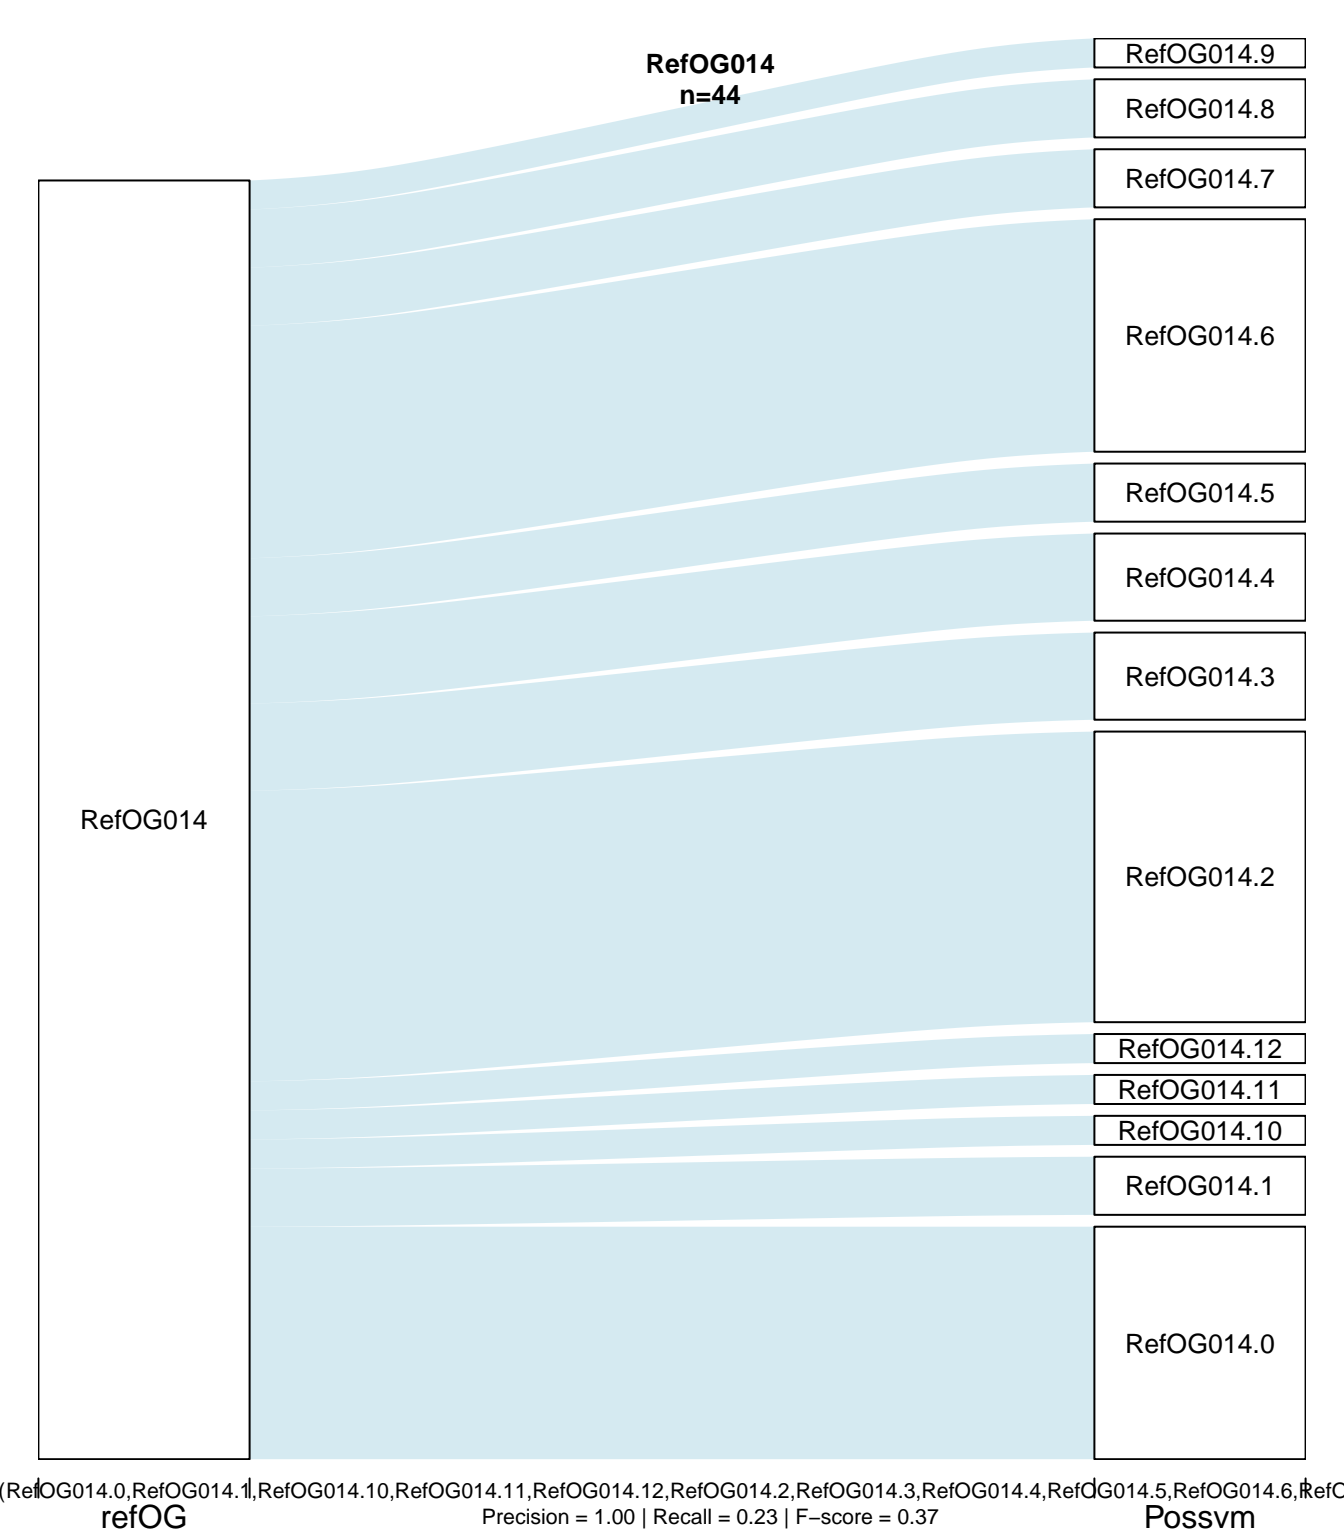 RefOG014
n=44
RefOG014.9
RefOG014.8
RefOG014.7
RefOG014.6
RefOG014.5
RefOG014.4
RefOG014.3
RefOG014
RefOG014.2
RefOG014.12
RefOG014.11
RefOG014.10
RefOG014.1
RefOG014.0
(RefOG014.0,RefOG014.1,RefOG014.10,RefOG014.11,RefOG014.12,RefOG014.2,RefOG014.3,RefOG014.4,RefOG014.5,RefOG014.6,
refOG
Precision = 1.00 | Recall = 0.23 | F−score = 0.37
Possvm